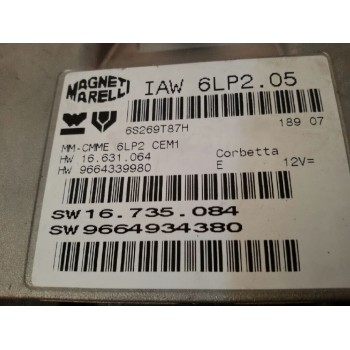 MAGNETI
MARELLI
IAW 6LP2.05
6S269T87H
189 07
MM-CMME 6LP2 CEM1
HW 16.631.064
Corbetta
HW 9664339980
E
12V=
SW16.735.084
SW9664934380